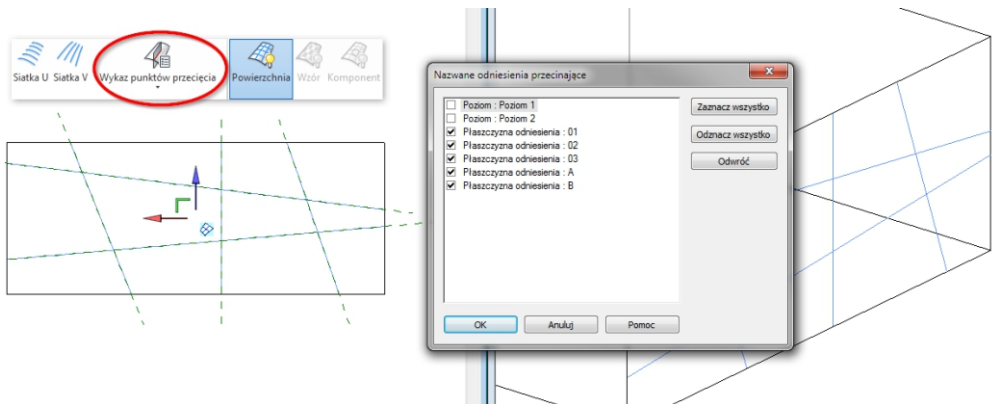 Siatka U
Siatka V
Wykaz punktów przecięcia
Powierzchnia
Wzór
Komponent
Nazwane odniesienia przecinające
Poziom : Poziom 1
Poziom : Poziom 2
Płaszczyzna odniesienia : 01
Płaszczyzna odniesienia : 02
Płaszczyzna odniesienia : 03
Płaszczyzna odniesienia : A
Płaszczyzna odniesienia : B
Zaznacz wszystko
Odznacz wszystko
Odwróć
OK
Anuluj
Pomoc